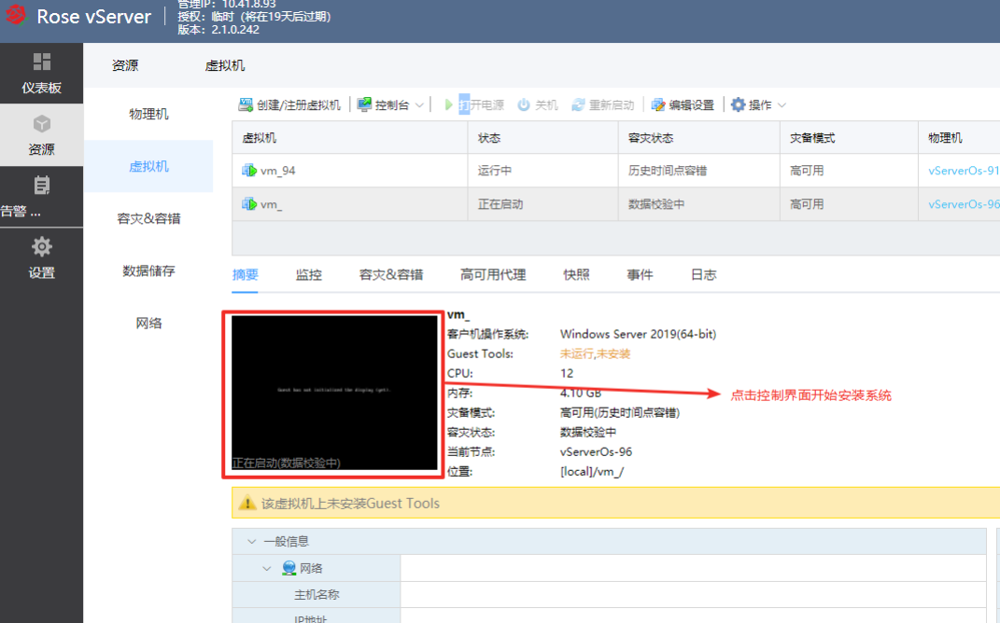 Rose vServer
管理IP：10.41.8.93
授权：临时（将在19天后过期）
版本：2.1.0.242
仪表板
资源
告警 ...
设置
资源 虚拟机
物理机
虚拟机
容灾&容错
数据储存
网络
创建/注册虚拟机 控制台 打开电源 关机 重新启动 编辑设置 操作
虚拟机 状态 容灾状态 灾备模式 物理机
vm_94 运行中 历史时间点容错 高可用 vServerOs-91
vm_ 正在启动 数据校验中 高可用 vServerOs-96
摘要 监控 容灾&容错 高可用代理 快照 事件 日志
Guest has not initialized the display (yet).
正在启动(数据校验中)
vm_
客户机操作系统: Windows Server 2019(64-bit)
Guest Tools: 未运行,未安装
CPU: 12
内存: 4.10 GB
灾备模式: 高可用(历史时间点容错)
容灾状态: 数据校验中
当前节点: vServerOs-96
位置: [local]/vm_/
点击控制界面开始安装系统
该虚拟机上未安装Guest Tools
一般信息
网络
主机名称
IP地址